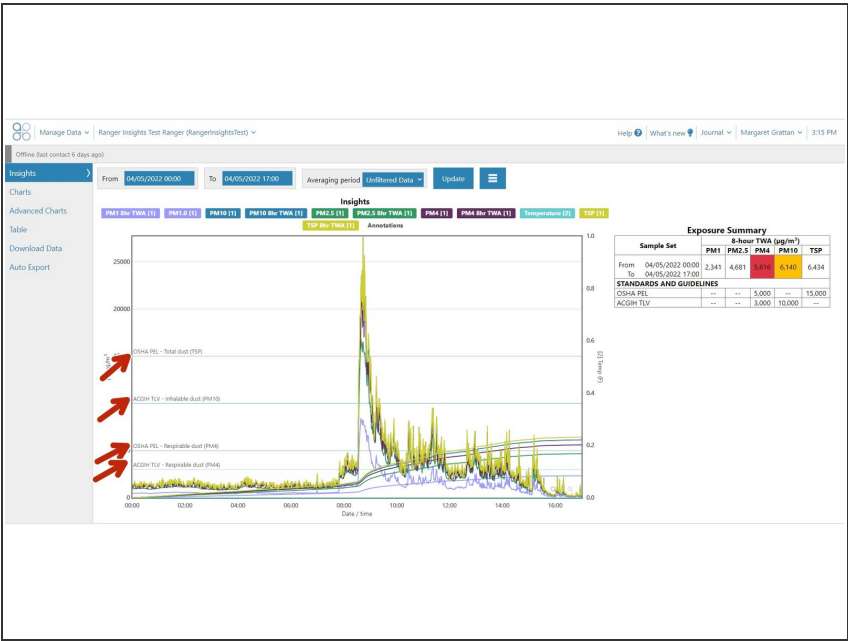 Manage Data Ranger Insights Test Ranger (RangerInsightsTest) Help What's new Journal Margaret Grattan 3:15 PM
Offline (last contact 6 days ago)
Insights
Charts
Advanced Charts
Table
Download Data
Auto Export
From 04/05/2022 00:00 To 04/05/2022 17:00 Averaging period Unfiltered Data Update
Insights
PM1 8hr TWA [1] PM1.0 [1] PM10 [1] PM10 8hr TWA [1] PM2.5 [1] PM2.5 8hr TWA [1] PM4 [1] PM4 8hr TWA [1] Temperature [2] TSP [1]
TSP 8hr TWA [1] Annotations
25000
20000
0
OSHA PEL - Total dust (TSP)
ACGIH TLV - Inhalable dust (PM10)
OSHA PEL - Respirable dust (PM4)
ACGIH TLV - Respirable dust (PM4)
1.0
0.8
0.6
0.4
0.2
0.0
[2] Temp (F)
00:00 02:00 04:00 06:00 08:00 10:00 12:00 14:00 16:00
Date / time
Exposure Summary
Sample Set 8-hour TWA (µg/m³)
PM1 PM2.5 PM4 PM10 TSP
From 04/05/2022 00:00
To 04/05/2022 17:00
2,341 4,681 5,616 6,140 6,434
STANDARDS AND GUIDELINES
OSHA PEL -- -- 5,000 -- 15,000
ACGIH TLV -- -- 3,000 10,000 --